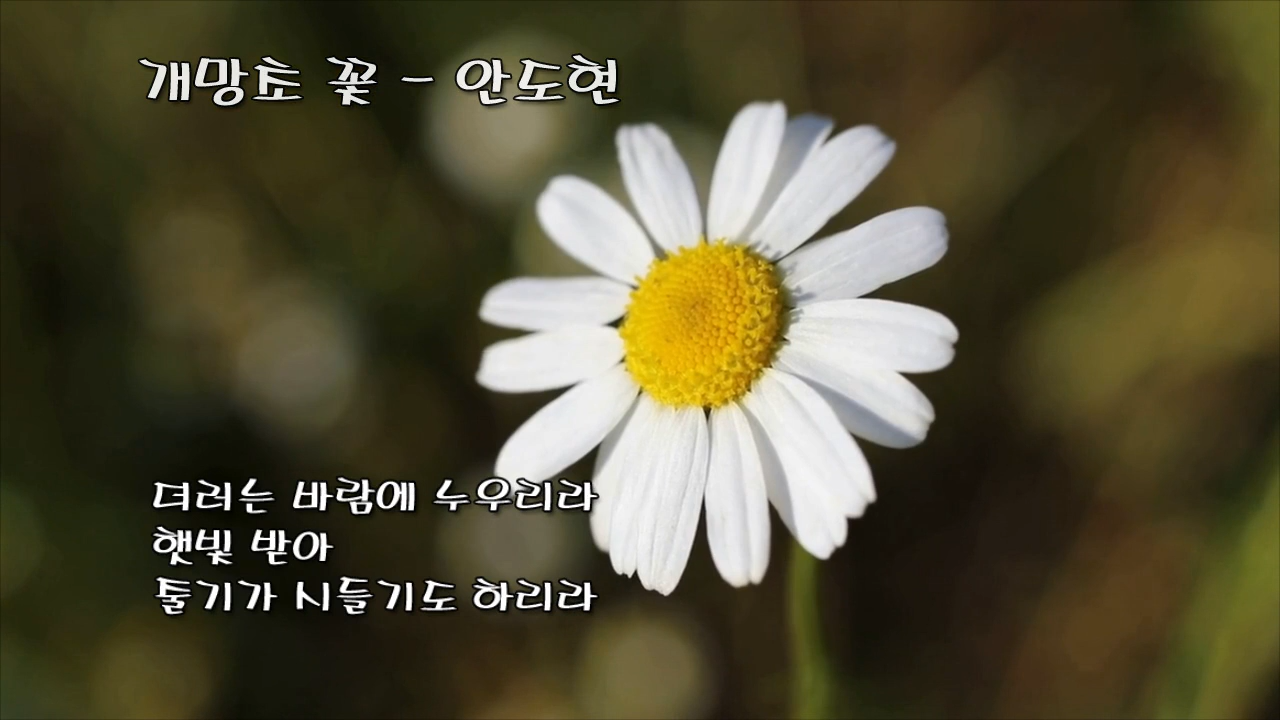 개망초 꽃 - 안도현
더러는 바람에 누우리라
햇빛 받아
줄기가 시들기도 하리라